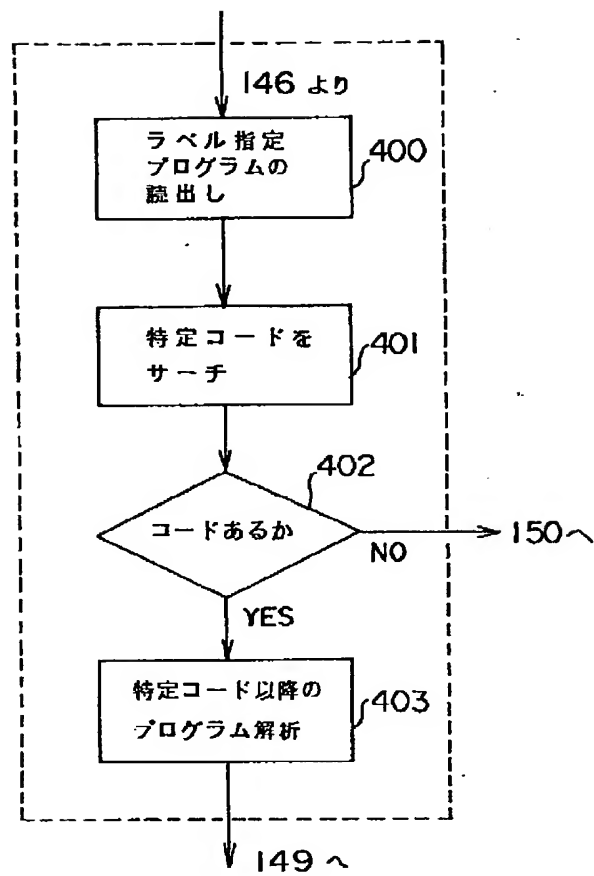 146 より
ラベル指定
プログラムの
読出し
400
特定コードを
サーチ
401
402
コードあるか
NO
150へ
YES
特定コード以降の
プログラム解析
403
149 へ